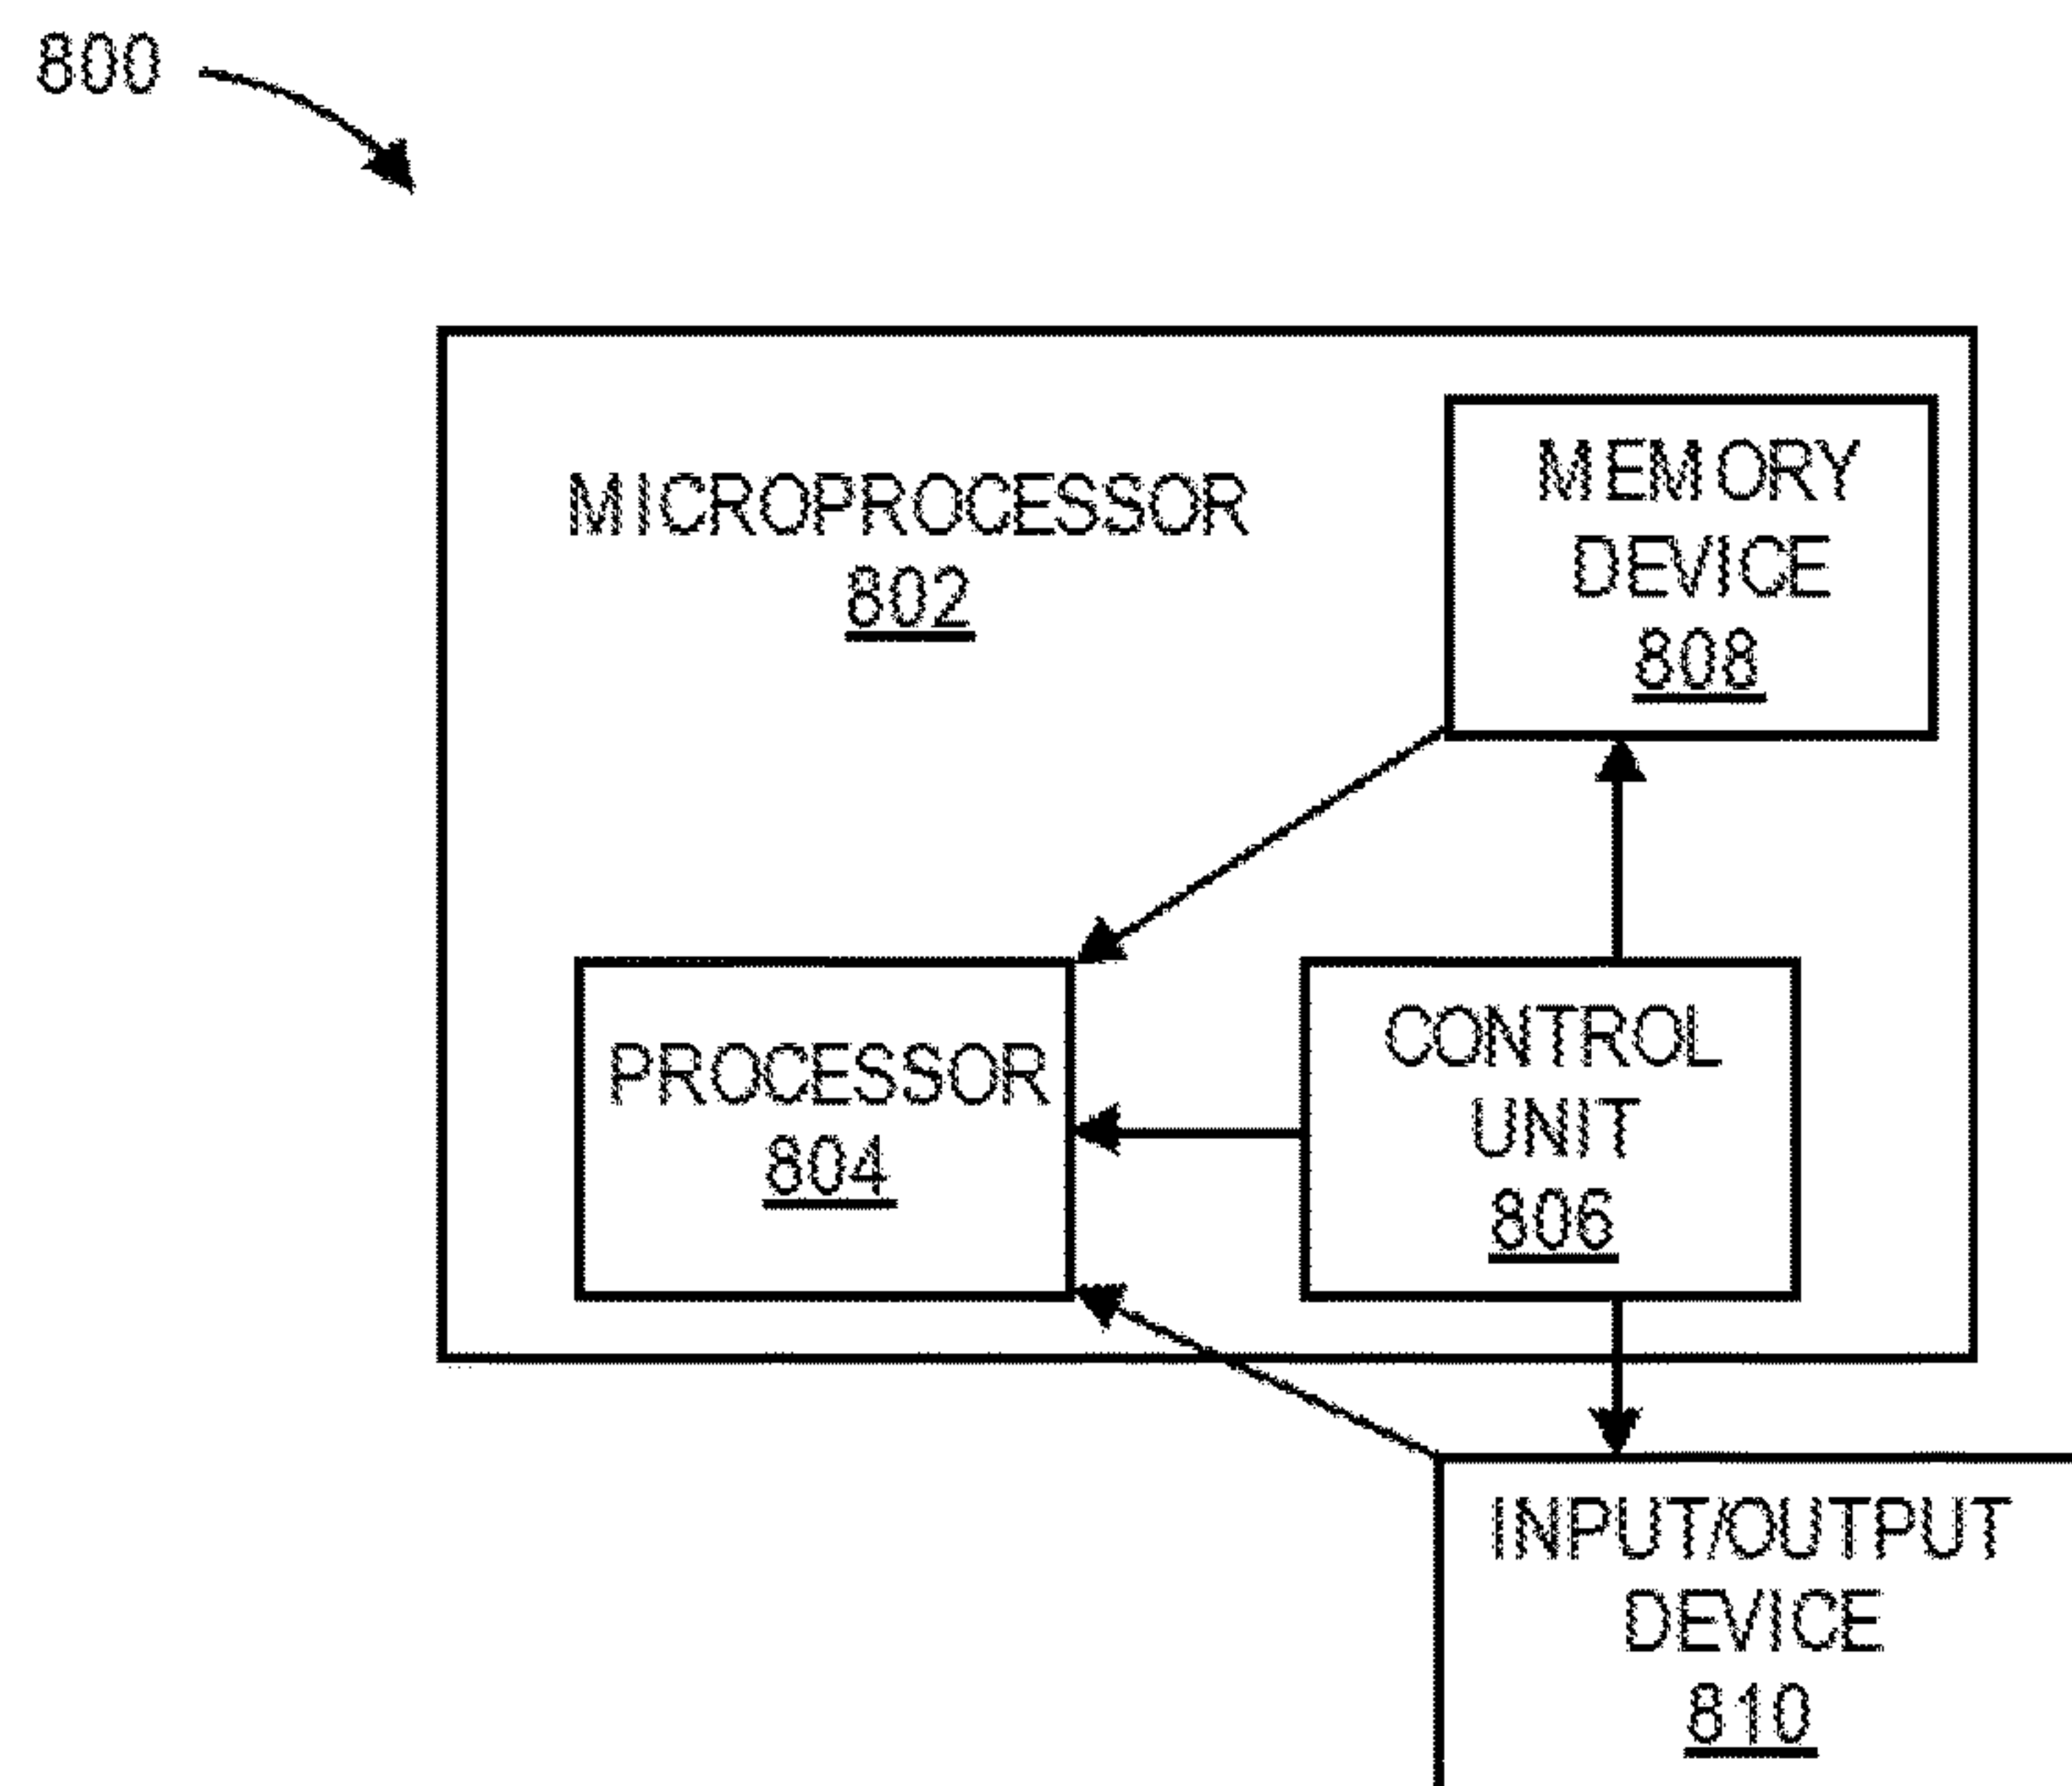 800
MICROPROCESSOR
802
MEMORY
DEVICE
808
PROCESSOR
804
CONTROL
UNIT
806
INPUT/OUTPUT
DEVICE
810